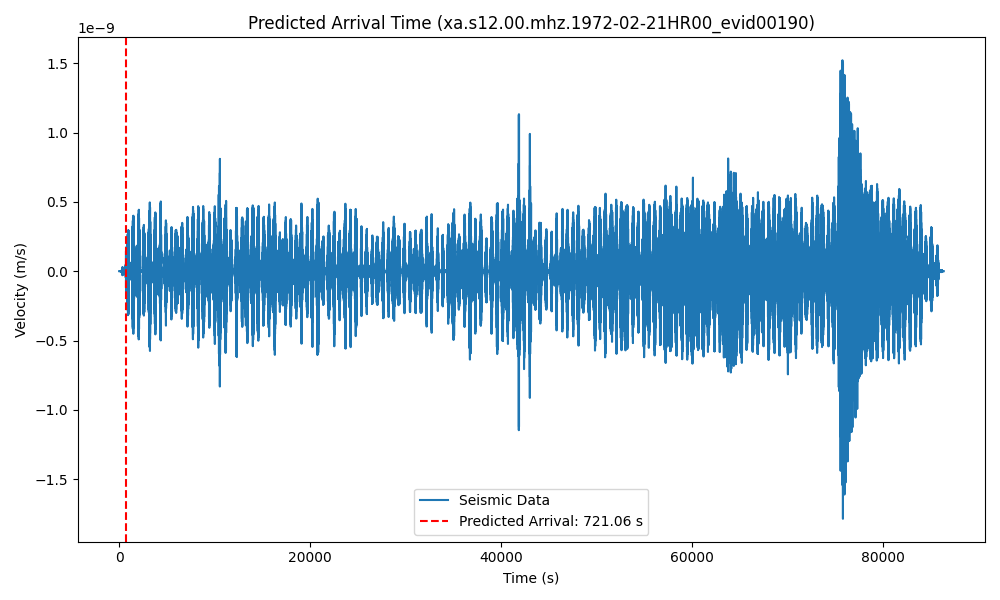 Predicted Arrival Time (xa.s12.00.mhz.1972-02-21HR00_evid00190)
1e−9
1.5
1.0
0.5
0.0
−0.5
−1.0
−1.5
Velocity (m/s)
Seismic Data
Predicted Arrival: 721.06 s
0 20000 40000 60000 80000
Time (s)